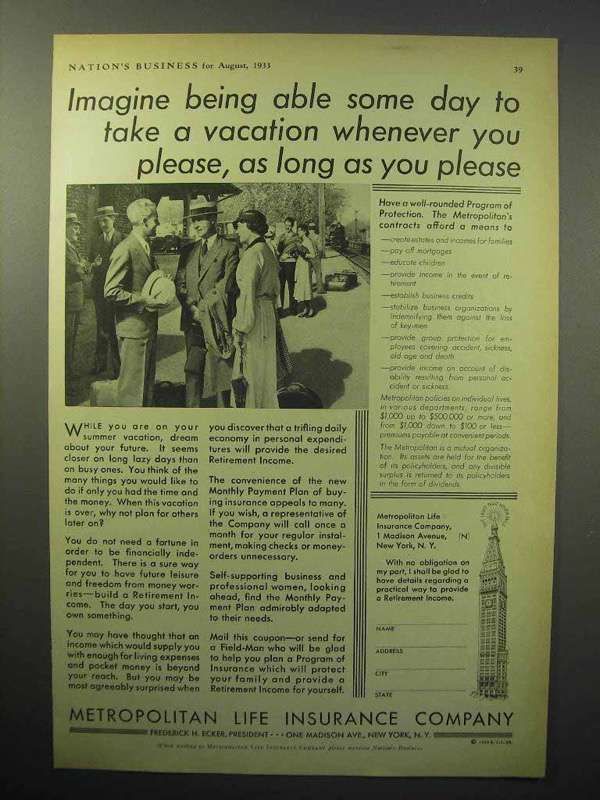 NATION'S BUSINESS for August, 1933
39
Imagine being able some day to
take a vacation whenever you
please, as long as you please
Have a well-rounded Program of
Protection. The Metropolitan's
contracts afford a means to
—create estates and incomes for families
—pay off mortgages
—educate children
—provide income in the event of re-
tirement
—establish business credits
—stabilize business organizations by
indemnifying them against the loss
of key-men
—provide group protection for em-
ployees covering accident, sickness,
old age and death
—provide income on account of dis-
ability resulting from personal ac-
cident or sickness.
Metropolitan policies on individual lives,
in various departments, range from
$1,000 up to $500,000 or more, and
from $1,000 down to $100 or less—
premiums payable at convenient periods.
The Metropolitan is a mutual organiza-
tion. Its assets are held for the benefit
of its policyholders, and any divisible
surplus is returned to its policyholders
in the form of dividends.
WHILE you are on your
summer vacation, dream
about your future. It seems
closer on long lazy days than
on busy ones. You think of the
many things you would like to
do if only you had the time and
the money. When this vacation
is over, why not plan for others
later on?
You do not need a fortune in
order to be financially inde-
pendent. There is a sure way
for you to have future leisure
and freedom from money wor-
ries—build a Retirement In-
come. The day you start, you
own something.
You may have thought that an
income which would supply you
with enough for living expenses
and pocket money is beyond
your reach. But you may be
most agreeably surprised when
you discover that a trifling daily
economy in personal expendi-
tures will provide the desired
Retirement Income.
The convenience of the new
Monthly Payment Plan of buy-
ing insurance appeals to many.
If you wish, a representative of
the Company will call once a
month for your regular instal-
ment, making checks or money-
orders unnecessary.
Self-supporting business and
professional women, looking
ahead, find the Monthly Pay-
ment Plan admirably adapted
to their needs.
Mail this coupon—or send for
a Field-Man who will be glad
to help you plan a Program of
Insurance which will protect
your family and provide a
Retirement Income for yourself.
Metropolitan Life
Insurance Company,
1 Madison Avenue, (N)
New York, N. Y.
With no obligation on
my part, I shall be glad to
have details regarding a
practical way to provide
a Retirement Income.
NAME
ADDRESS
CITY
STATE
METROPOLITAN LIFE INSURANCE COMPANY
FREDERICK H. ECKER, PRESIDENT - - - ONE MADISON AVE., NEW YORK, N. Y.
©
When writing to METROPOLITAN LIFE INSURANCE COMPANY please mention Nation's Business